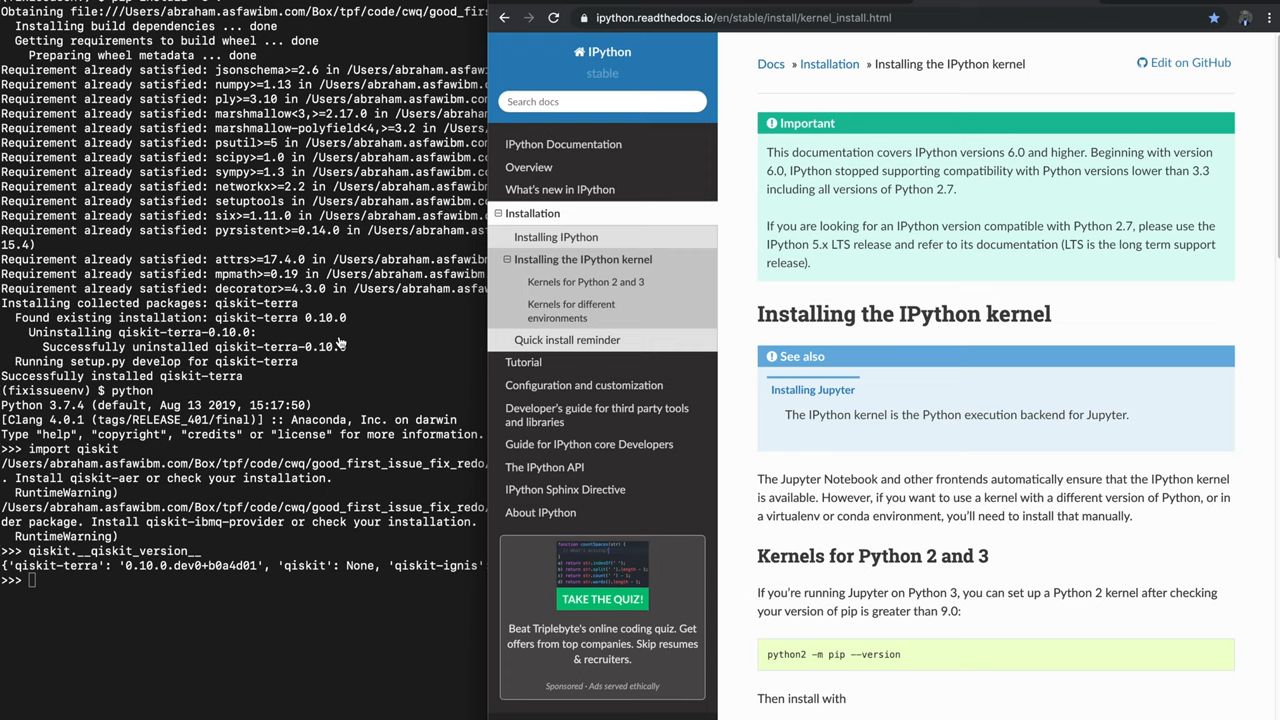 Obtaining file:///Users/abraham.asfawibm.com/Box/tpf/code/cwq/good_first
Installing build dependencies ... done
Getting requirements to build wheel ... done
Preparing wheel metadata ... done
Requirement already satisfied: jsonschema>=2.6 in /Users/abraham.asfawibm.
Requirement already satisfied: numpy>=1.13 in /Users/abraham.asfawibm.com/
Requirement already satisfied: ply>=3.10 in /Users/abraham.asfawibm.com/
Requirement already satisfied: marshmallow<3,>=2.17.0 in /Users/abraham.
Requirement already satisfied: marshmallow-polyfield<4,>=3.2 in /Users/
Requirement already satisfied: psutil>=5 in /Users/abraham.asfawibm.com/
Requirement already satisfied: scipy>=1.0 in /Users/abraham.asfawibm.com/
Requirement already satisfied: sympy>=1.3 in /Users/abraham.asfawibm.com/
Requirement already satisfied: networkx>=2.2 in /Users/abraham.asfawibm.
Requirement already satisfied: setuptools in /Users/abraham.asfawibm.com/
Requirement already satisfied: six>=1.11.0 in /Users/abraham.asfawibm.com/
Requirement already satisfied: pyrsistent>=0.14.0 in /Users/abraham.asfawibm.
15.4)
Requirement already satisfied: attrs>=17.4.0 in /Users/abraham.asfawibm.
Requirement already satisfied: mpmath>=0.19 in /Users/abraham.asfawibm.
Requirement already satisfied: decorator>=4.3.0 in /Users/abraham.asfawibm.
Installing collected packages: qiskit-terra
Found existing installation: qiskit-terra 0.10.0
Uninstalling qiskit-terra-0.10.0:
Successfully uninstalled qiskit-terra-0.10.0
Running setup.py develop for qiskit-terra
Successfully installed qiskit-terra
(fixissuenv) $ python
Python 3.7.4 (default, Aug 13 2019, 15:17:50)
[Clang 4.0.1 (tags/RELEASE_401/final)] :: Anaconda, Inc. on darwin
Type "help", "copyright", "credits" or "license" for more information.
>>> import qiskit
/Users/abraham.asfawibm.com/Box/tpf/code/cwq/good_first_issue_fix_redo/
. Install qiskit-aer or check your installation.
RuntimeWarning)
/Users/abraham.asfawibm.com/Box/tpf/code/cwq/good_first_issue_fix_redo/
der package. Install qiskit-ibmq-provider or check your installation.
RuntimeWarning)
>>> qiskit.__qiskit_version__
{'qiskit-terra': 'qiskit': None, 'qiskit-ignis'
>>>
ipython.readthedocs.io/en/stable/install/kernel_install.html
IPython
stable
Search docs
IPython Documentation
Overview
What's new in IPython
Installation
Installing IPython
Installing the IPython kernel
Kernels for Python 2 and 3
Kernels for different
environments
Quick install reminder
Tutorial
Configuration and customization
Developer's guide for third party tools
and libraries
Guide for IPython core Developers
The IPython API
IPython Sphinx Directive
About IPython
TAKE THE QUIZ!
Beat Triplebyte's online coding quiz. Get
offers from top companies. Skip resumes
& recruiters.
Sponsored · Ads served ethically
Docs » Installation » Installing the IPython kernel
Edit on GitHub
Important
This documentation covers IPython versions 6.0 and higher. Beginning with version
6.0, IPython stopped supporting compatibility with Python versions lower than 3.3
including all versions of Python 2.7.
If you are looking for an IPython version compatible with Python 2.7, please use the
IPython 5.x LTS release and refer to its documentation (LTS is the long term support
release).
Installing the IPython kernel
See also
Installing Jupyter
The IPython kernel is the Python execution backend for Jupyter.
The Jupyter Notebook and other frontends automatically ensure that the IPython kernel
is available. However, if you want to use a kernel with a different version of Python, or in
a virtualenv or conda environment, you'll need to install that manually.
Kernels for Python 2 and 3
If you're running Jupyter on Python 3, you can set up a Python 2 kernel after checking
your version of pip is greater than 9.0:
python2 -m pip --version
Then install with